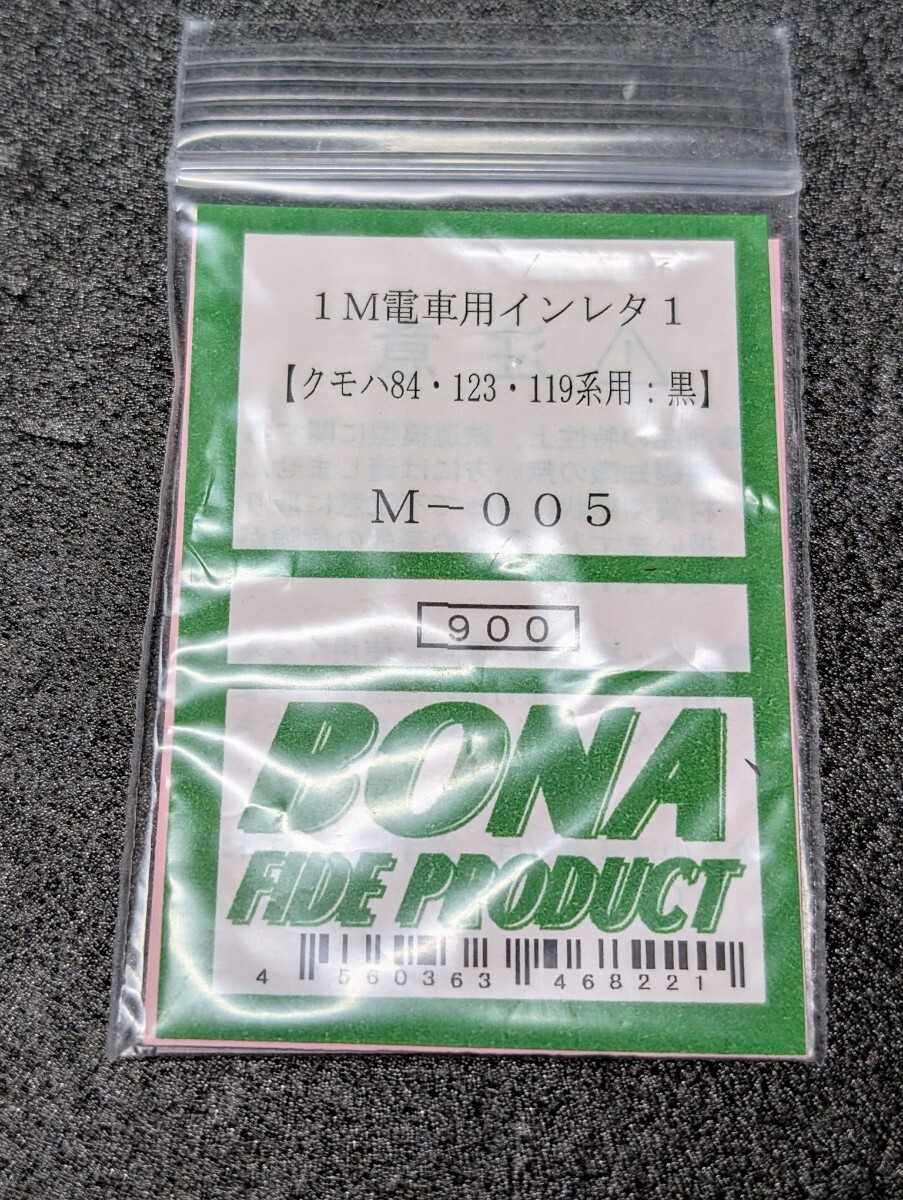 １Ｍ電車用インレタ１
【クモハ84・123・119系用：黒】
Ｍ－００５
９００
BONA
FIDE PRODUCT
4 560363 468221